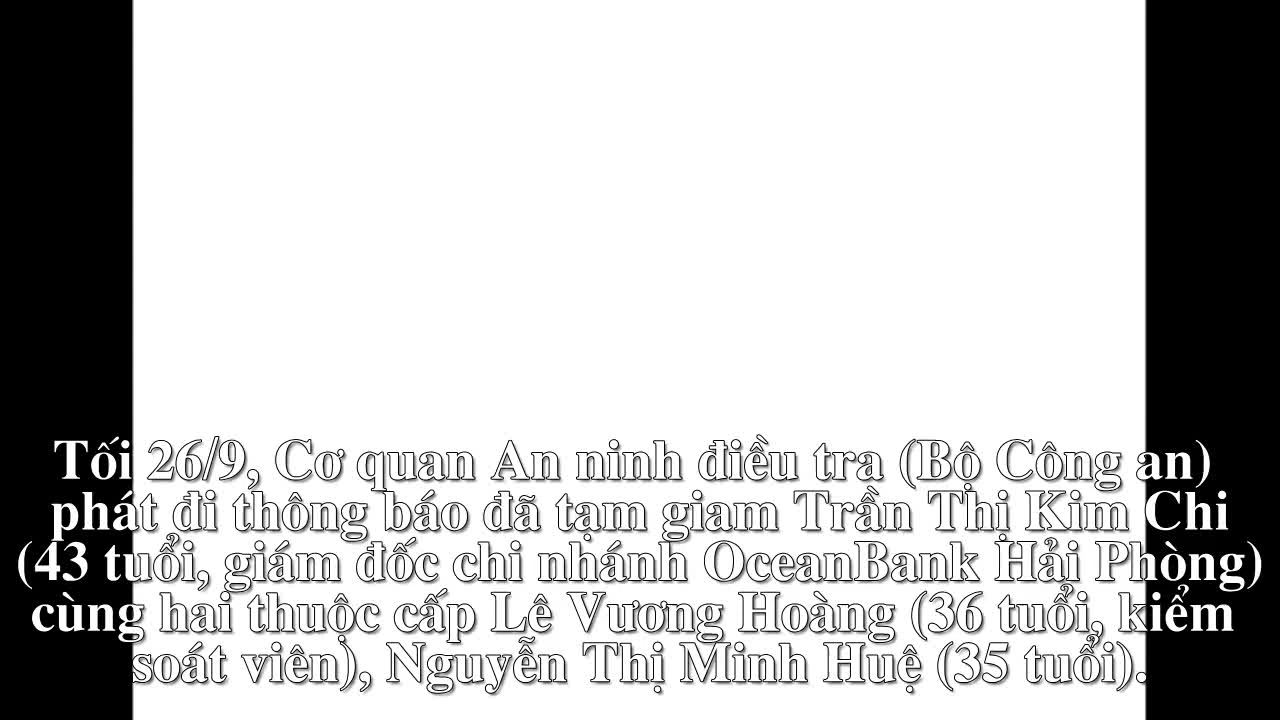 Tối 26/9, Cơ quan An ninh điều tra (Bộ Công an)
phát đi thông báo đã tạm giam Trần Thị Kim Chi
(43 tuổi, giám đốc chi nhánh OceanBank Hải Phòng)
cùng hai thuộc cấp Lê Vương Hoàng (36 tuổi, kiểm
soát viên), Nguyễn Thị Minh Huệ (35 tuổi).